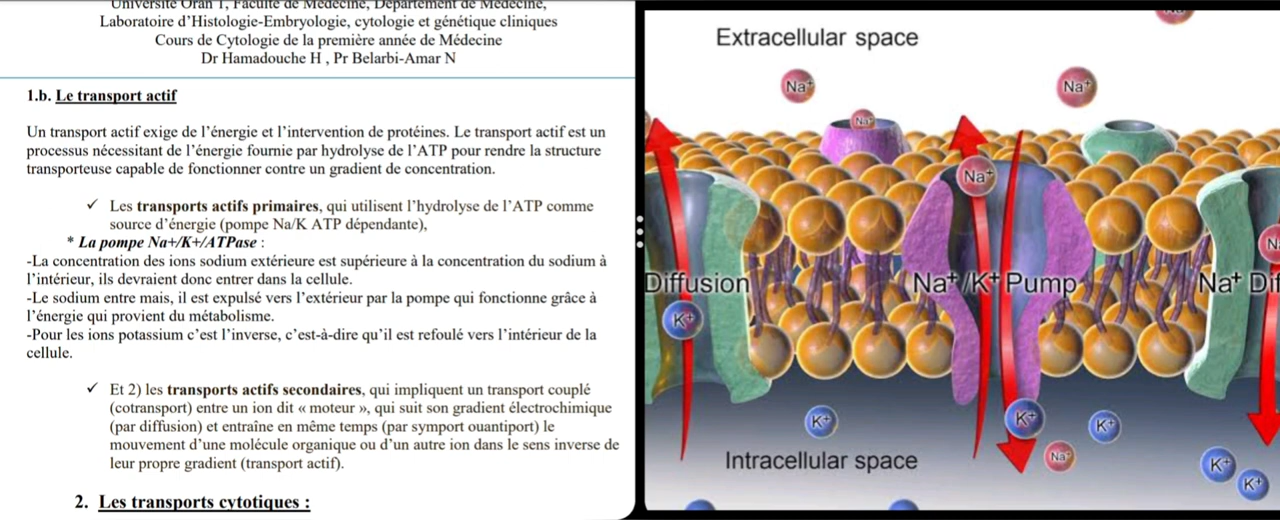 Université Oran 1, Faculté de Médecine, Département de Médecine,
Laboratoire d'Histologie-Embryologie, cytologie et génétique cliniques
Cours de Cytologie de la première année de Médecine
Dr Hamadouche H , Pr Belarbi-Amar N
1.b. Le transport actif
Un transport actif exige de l'énergie et l'intervention de protéines. Le transport actif est un
processus nécessitant de l'énergie fournie par hydrolyse de l'ATP pour rendre la structure
transporteuse capable de fonctionner contre un gradient de concentration.
✓ Les transports actifs primaires, qui utilisent l'hydrolyse de l'ATP comme
source d'énergie (pompe Na/K ATP dépendante),
* La pompe Na+/K+/ATPase :
-La concentration des ions sodium extérieure est supérieure à la concentration du sodium à
l'intérieur, ils devraient donc entrer dans la cellule.
-Le sodium entre mais, il est expulsé vers l'extérieur par la pompe qui fonctionne grâce à
l'énergie qui provient du métabolisme.
-Pour les ions potassium c'est l'inverse, c'est-à-dire qu'il est refoulé vers l'intérieur de la
cellule.
✓ Et 2) les transports actifs secondaires, qui impliquent un transport couplé
(cotransport) entre un ion dit « moteur », qui suit son gradient électrochimique
(par diffusion) et entraîne en même temps (par symport ouantiport) le
mouvement d'une molécule organique ou d'un autre ion dans le sens inverse de
leur propre gradient (transport actif).
2. Les transports cytotiques :
Extracellular space
Na+
Na+
Na+
Na+
Diffusion
Na+/K+ Pump
Na+ Dif
K+
K+
K+
K+
Na+
Intracellular space
K+
K+